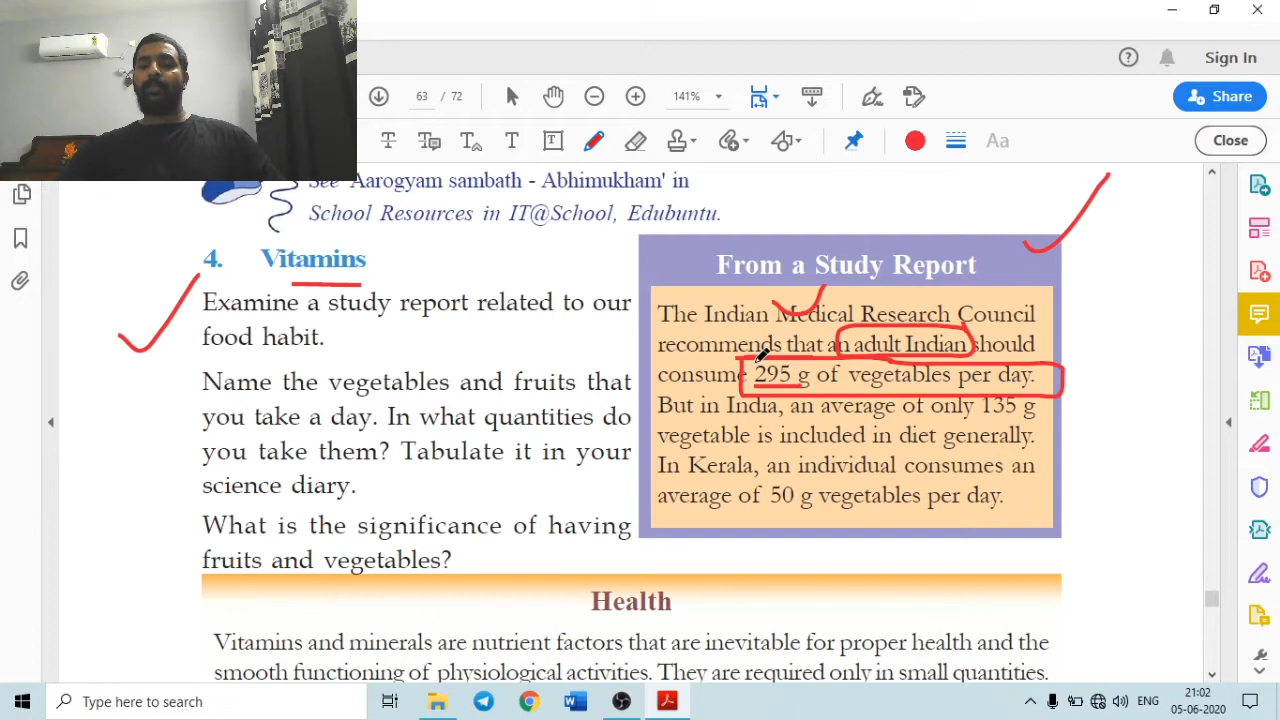 Sign In
63 / 72
141%
Share
Aa
Close
See 'Aarogyam sambath - Abhimukham' in
School Resources in IT@School, Edubuntu.
4. Vitamins
Examine a study report related to our
food habit.
Name the vegetables and fruits that
you take a day. In what quantities do
you take them? Tabulate it in your
science diary.
What is the significance of having
fruits and vegetables?
From a Study Report
The Indian Medical Research Council
recommends that an adult Indian should
consume 295 g of vegetables per day.
But in India, an average of only 135 g
vegetable is included in diet generally.
In Kerala, an individual consumes an
average of 50 g vegetables per day.
Health
Vitamins and minerals are nutrient factors that are inevitable for proper health and the
smooth functioning of physiological activities. They are required only in small quantities.
Type here to search
ENG
21:02
05-06-2020